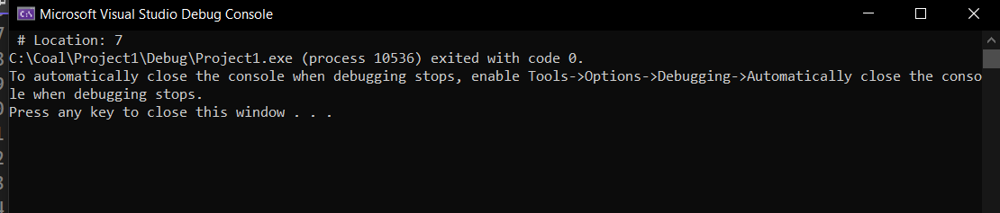 Microsoft Visual Studio Debug Console
# Location: 7
C:\Coal\Project1\Debug\Project1.exe (process 10536) exited with code 0.
To automatically close the console when debugging stops, enable Tools->Options->Debugging->Automatically close the conso
le when debugging stops.
Press any key to close this window . . .